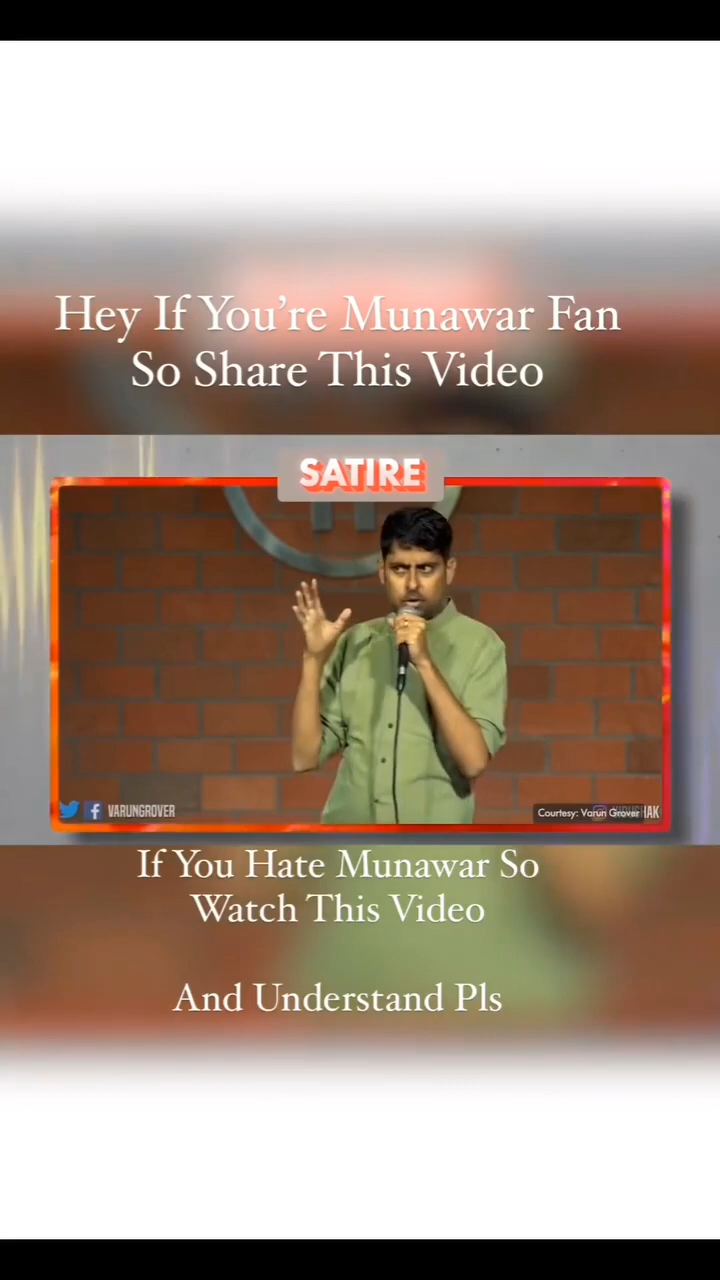 Hey If You're Munawar Fan
So Share This Video
SATIRE
VARUNGROVER
Courtesy: Varun Grover
If You Hate Munawar So
Watch This Video
And Understand Pls